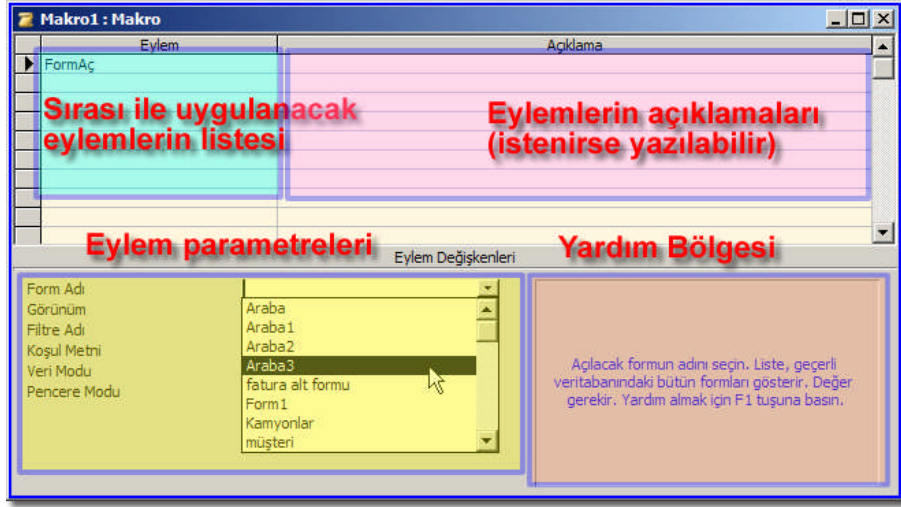 Makro1 : Makro
Eylem Açıklama
FormAç
Sırası ile uygulanacak
eylemlerin listesi
Eylemlerin açıklamaları
(istenirse yazılabilir)
Eylem parametreleri
Yardım Bölgesi
Eylem Değişkenleri
Form Adı
Görünüm
Filtre Adı
Koşul Metni
Veri Modu
Pencere Modu
Araba
Araba1
Araba2
Araba3
fatura alt formu
Form1
Kamyonlar
müşteri
Açılacak formun adını seçin. Liste, geçerli
veritabanındaki bütün formları gösterir. Değer
gerekir. Yardım almak için F1 tuşuna basın.